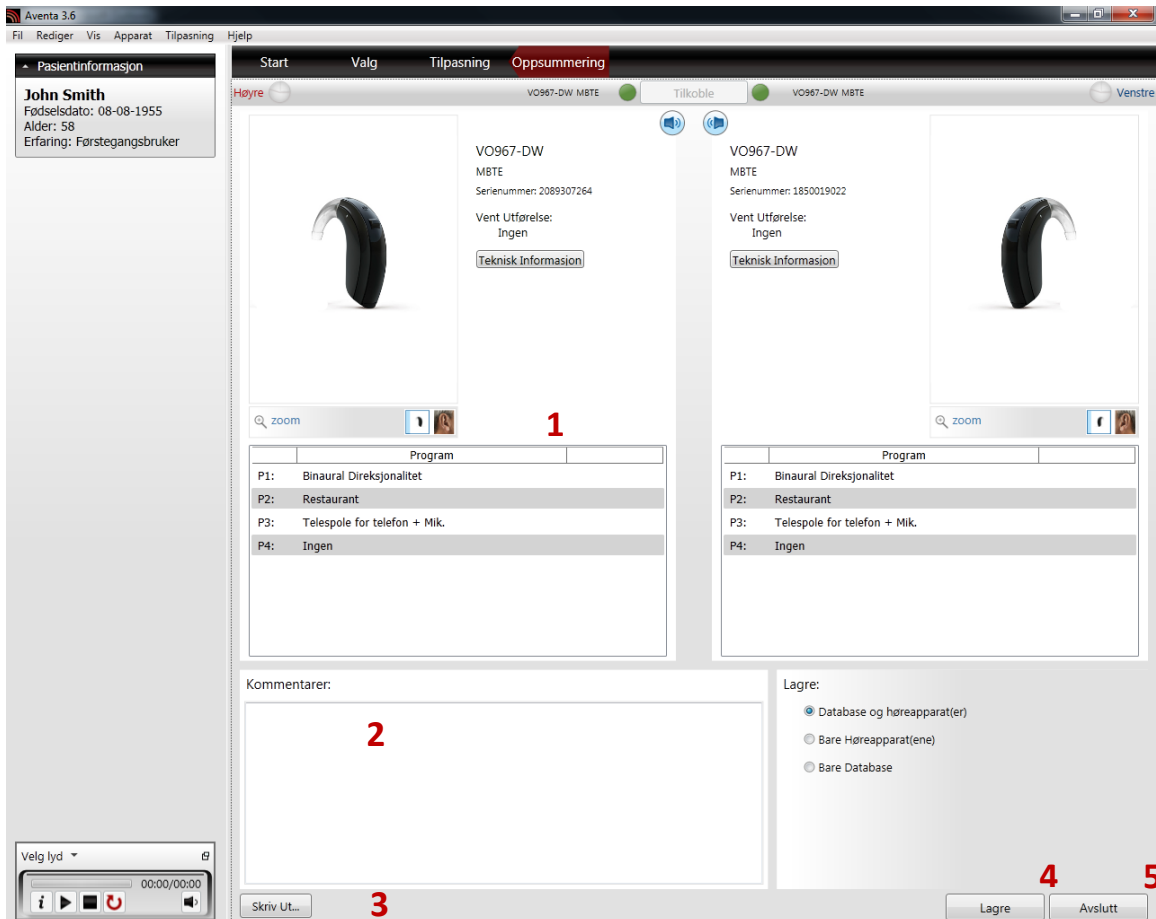 Aventa 3.6
Fil Rediger Vis Apparat Tilpasning Hjelp
Pasientinformasjon
John Smith
Fødselsdato: 08-08-1955
Alder: 58
Erfaring: Førstegangsbruker
Start Valg Tilpasning Oppsummering
Høyre VO967-DW MBTE Tilkoble VO967-DW MBTE Venstre
VO967-DW
MBTE
Serienummer: 2089307264
Vent Utførelse:
Ingen
Teknisk Informasjon
zoom
VO967-DW
MBTE
Serienummer: 1850019022
Vent Utførelse:
Ingen
Teknisk Informasjon
zoom
1
Program
P1: Binaural Direksjonalitet
P2: Restaurant
P3: Telespole for telefon + Mik.
P4: Ingen
Program
P1: Binaural Direksjonalitet
P2: Restaurant
P3: Telespole for telefon + Mik.
P4: Ingen
Kommentarer:
2
Lagre:
Database og høreapparat(er)
Bare Høreapparat(ene)
Bare Database
Velg lyd
00:00/00:00
i
Skriv Ut...
3
4
5
Lagre
Avslutt